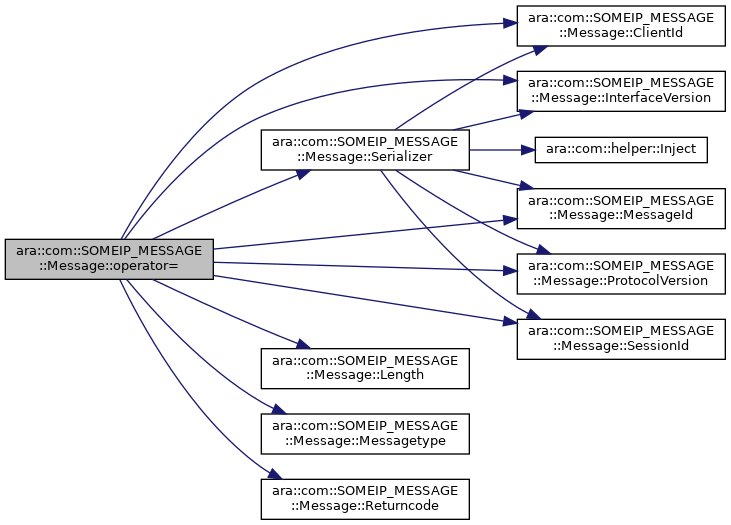 ara::com::SOMEIP_MESSAGE
::Message::operator=
ara::com::SOMEIP_MESSAGE
::Message::Serializer
ara::com::SOMEIP_MESSAGE
::Message::Length
ara::com::SOMEIP_MESSAGE
::Message::Messagetype
ara::com::SOMEIP_MESSAGE
::Message::Returncode
ara::com::SOMEIP_MESSAGE
::Message::ClientId
ara::com::SOMEIP_MESSAGE
::Message::InterfaceVersion
ara::com::helper::Inject
ara::com::SOMEIP_MESSAGE
::Message::MessageId
ara::com::SOMEIP_MESSAGE
::Message::ProtocolVersion
ara::com::SOMEIP_MESSAGE
::Message::SessionId